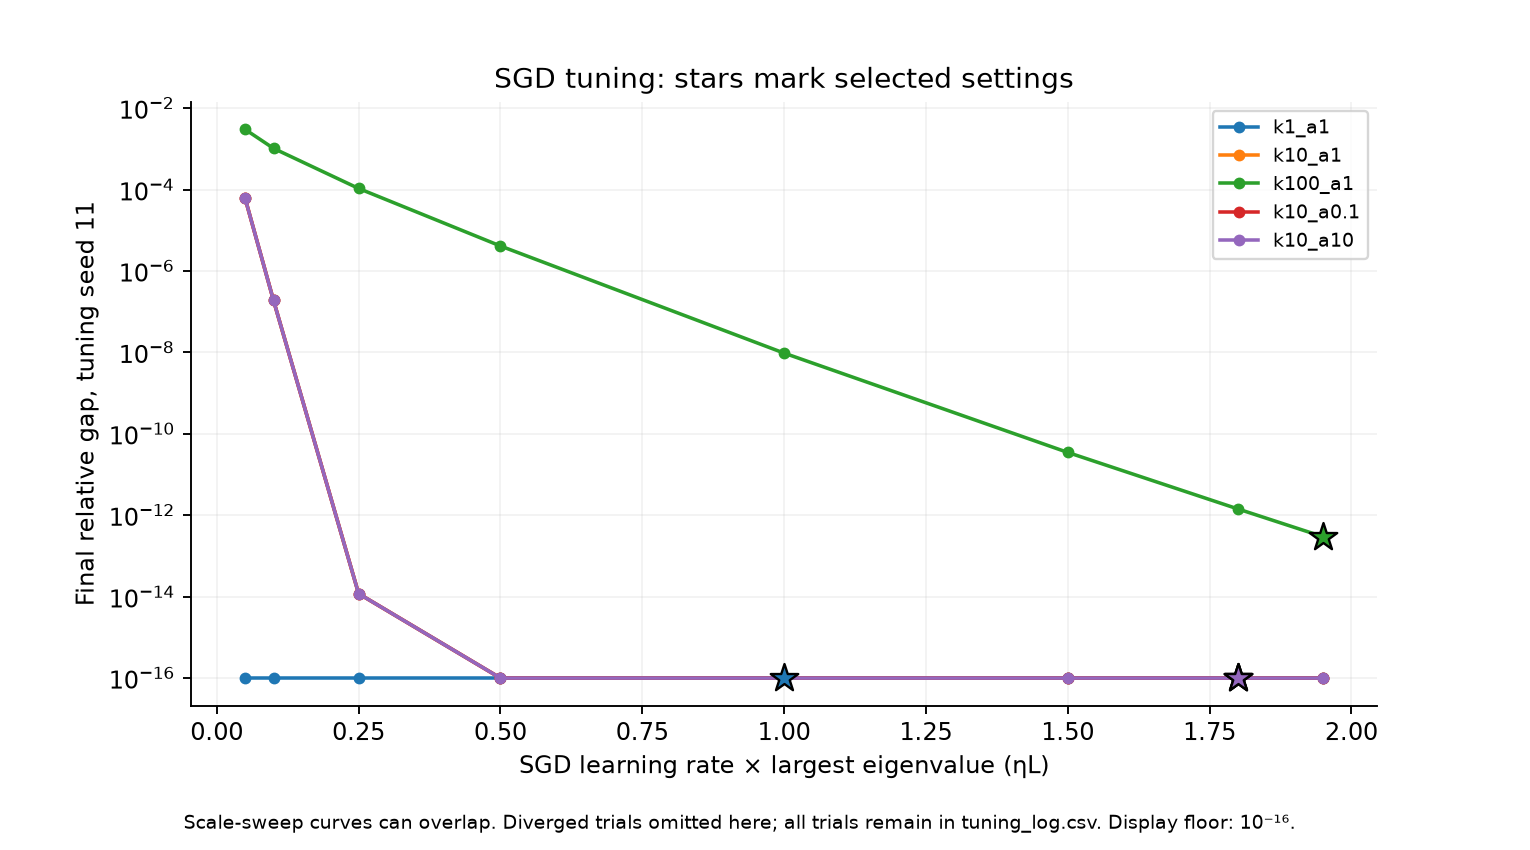 SGD tuning: stars mark selected settings
10⁻²
10⁻⁴
10⁻⁶
10⁻⁸
10⁻¹⁰
10⁻¹²
10⁻¹⁴
10⁻¹⁶
Final relative gap, tuning seed 11
k1_a1
k10_a1
k100_a1
k10_a0.1
k10_a10
0.00 0.25 0.50 0.75 1.00 1.25 1.50 1.75 2.00
SGD learning rate × largest eigenvalue (ηL)
Scale-sweep curves can overlap. Diverged trials omitted here; all trials remain in tuning_log.csv. Display floor: 10⁻¹⁶.